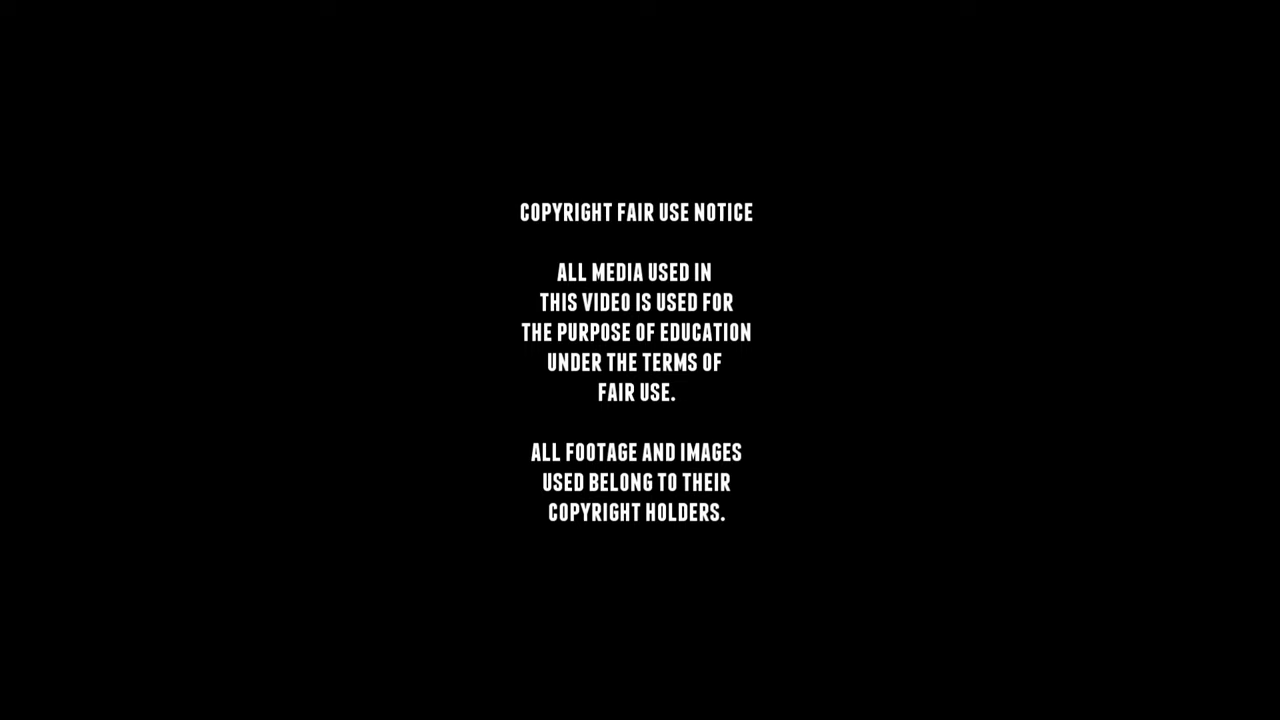 COPYRIGHT FAIR USE NOTICE
ALL MEDIA USED IN
THIS VIDEO IS USED FOR
THE PURPOSE OF EDUCATION
UNDER THE TERMS OF
FAIR USE.
ALL FOOTAGE AND IMAGES
USED BELONG TO THEIR
COPYRIGHT HOLDERS.